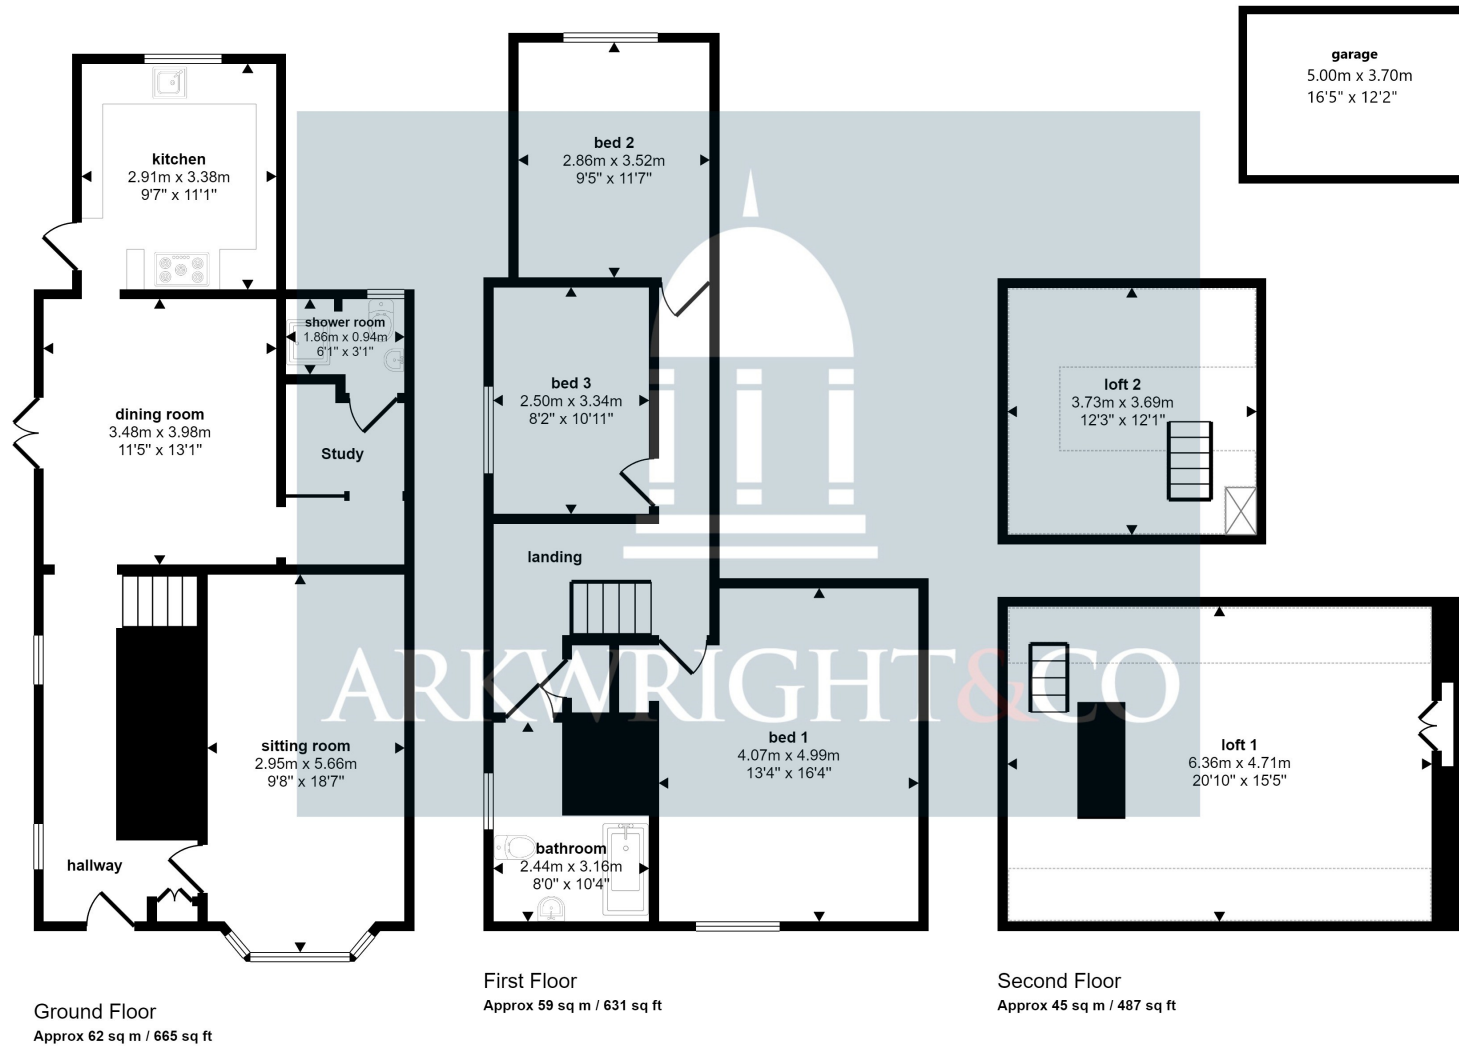 kitchen
2.91m x 3.38m
9'7" x 11'1"
shower room
1.86m x 0.94m
6'1" x 3'1"
dining room
3.48m x 3.98m
11'5" x 13'1"
Study
sitting room
2.95m x 5.66m
9'8" x 18'7"
hallway
Ground Floor
Approx 62 sq m / 665 sq ft
bed 2
2.86m x 3.52m
9'5" x 11'7"
bed 3
2.50m x 3.34m
8'2" x 10'11"
landing
bed 1
4.07m x 4.99m
13'4" x 16'4"
bathroom
2.44m x 3.16m
8'0" x 10'4"
First Floor
Approx 59 sq m / 631 sq ft
garage
5.00m x 3.70m
16'5" x 12'2"
loft 2
3.73m x 3.69m
12'3" x 12'1"
loft 1
6.36m x 4.71m
20'10" x 15'5"
Second Floor
Approx 45 sq m / 487 sq ft
ARKWRIGHT&CO